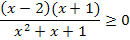 (x − 2)(x + 1)
x² + x + 1
≥ 0